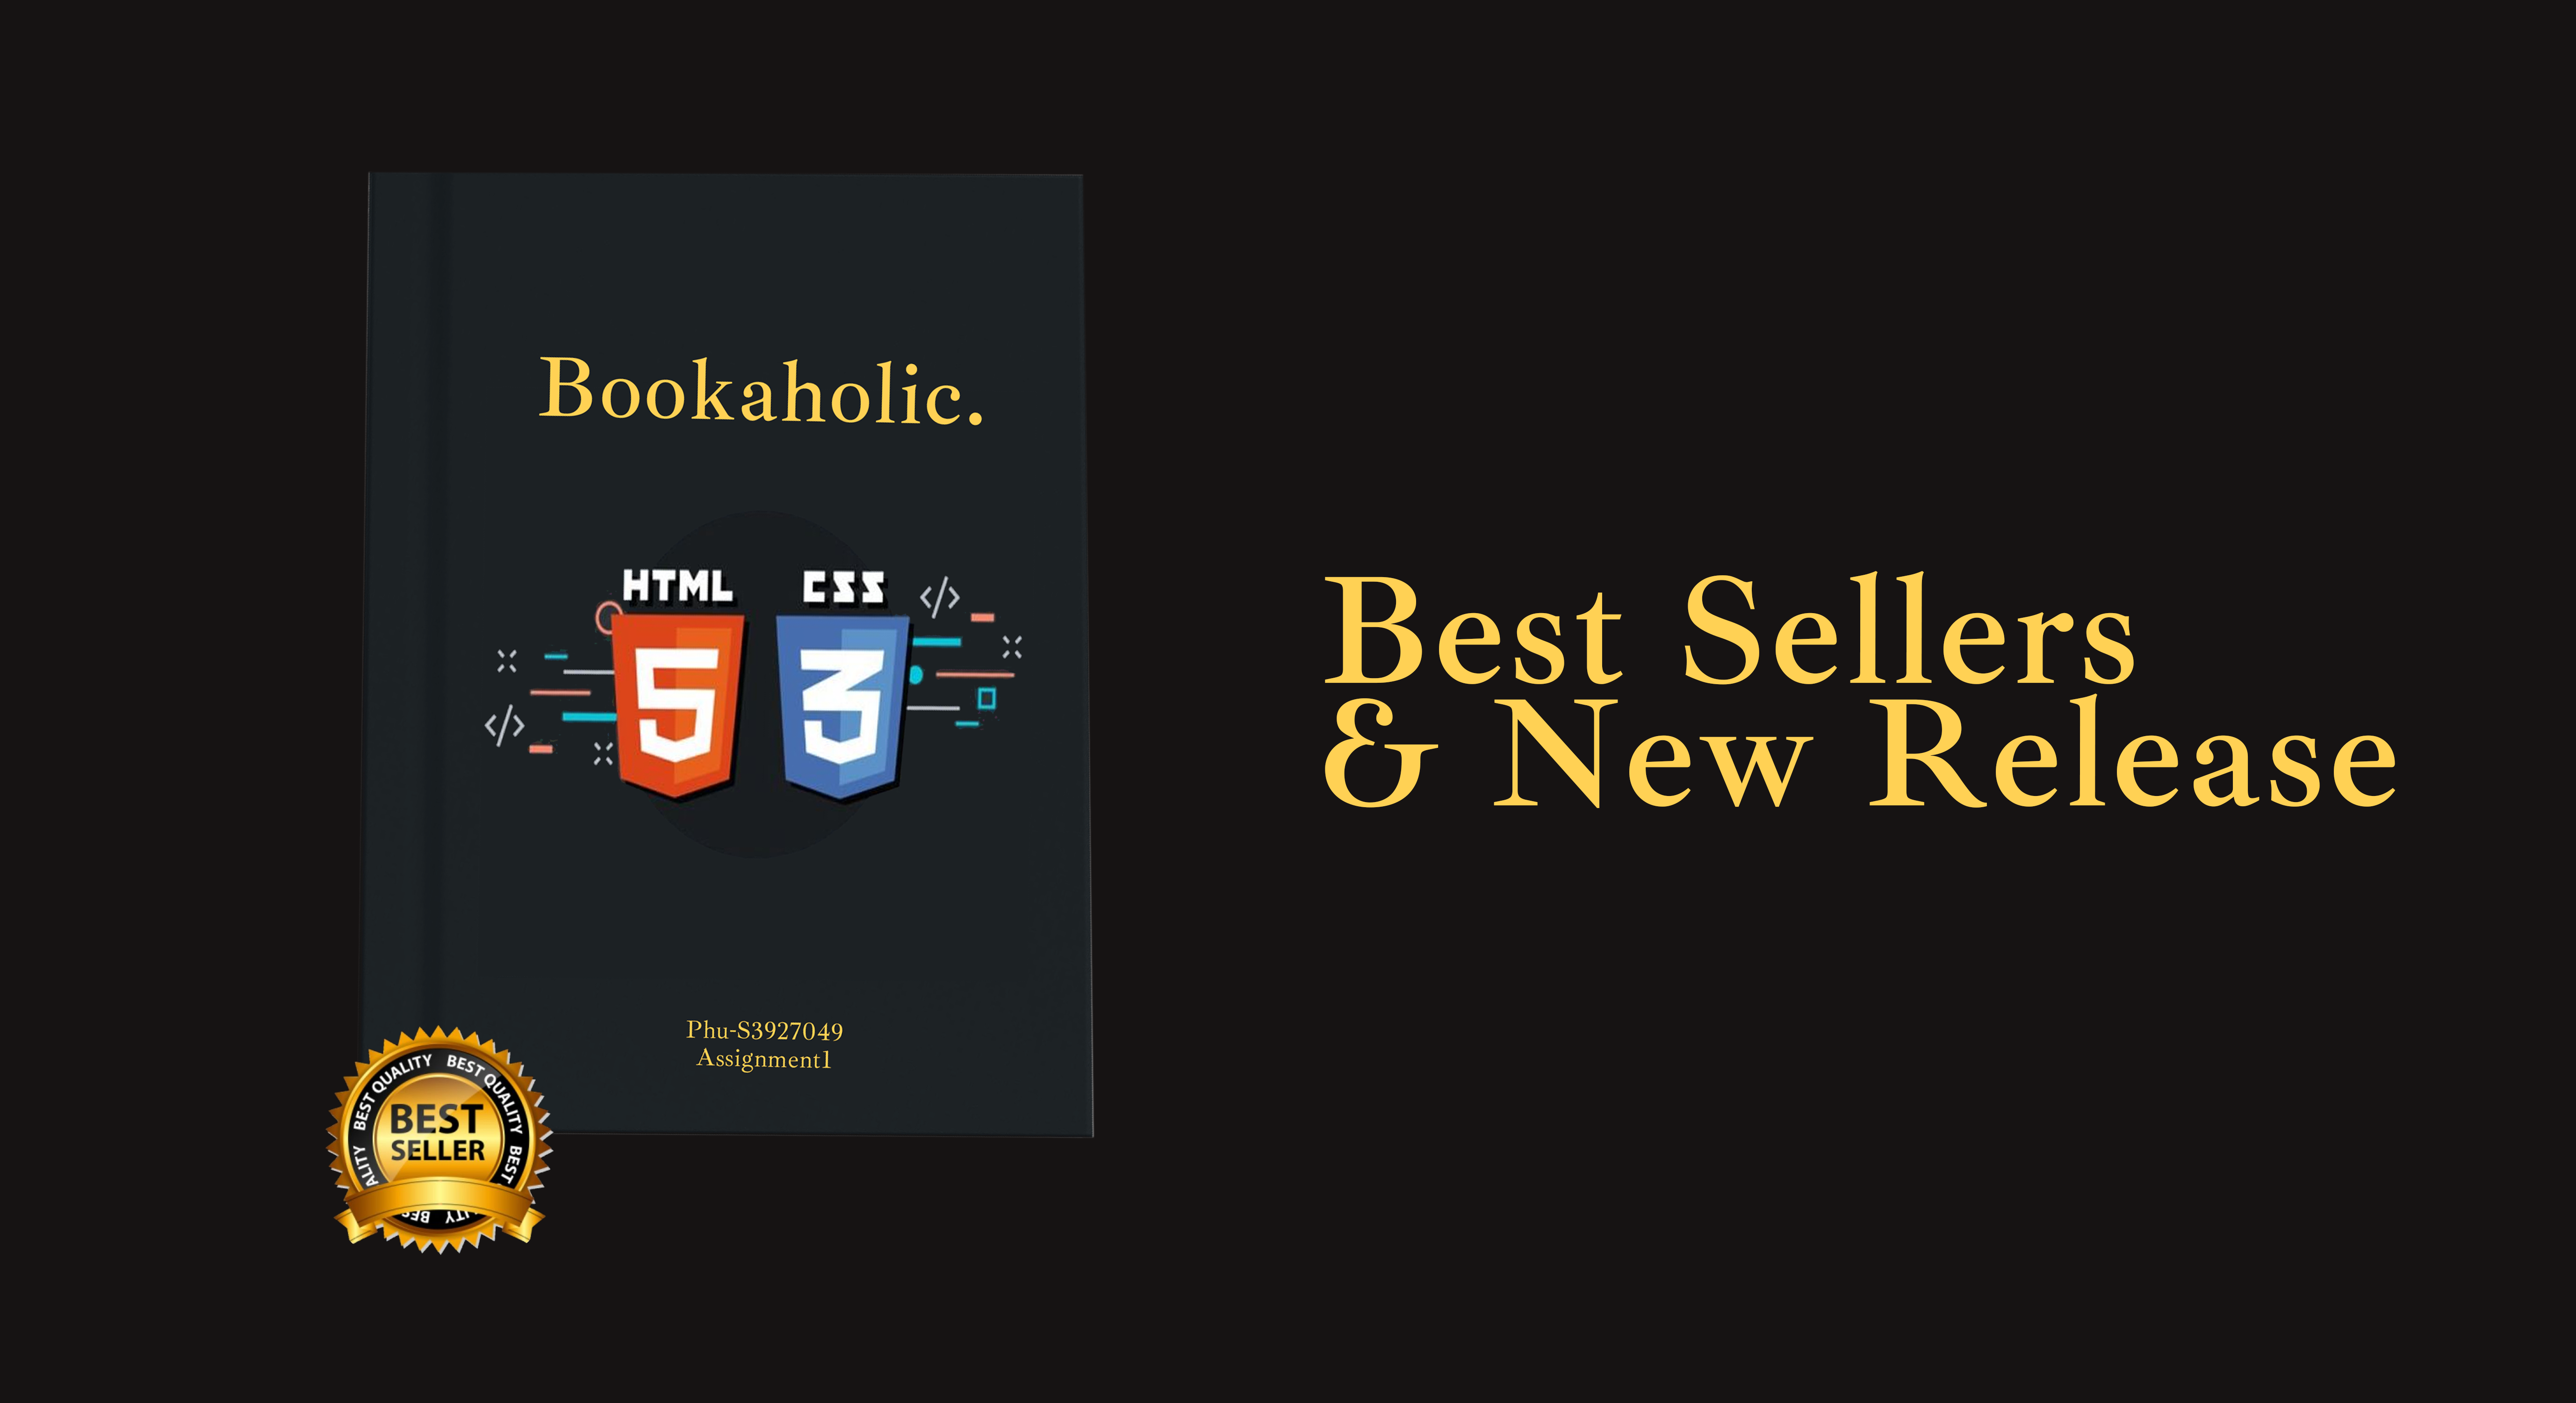 Bookaholic.
HTML CSS
5 3
Phu-S3927049
Assignment1
BEST QUALITY BEST QUALITY BEST
BEST
SELLER
Best Sellers
& New Release